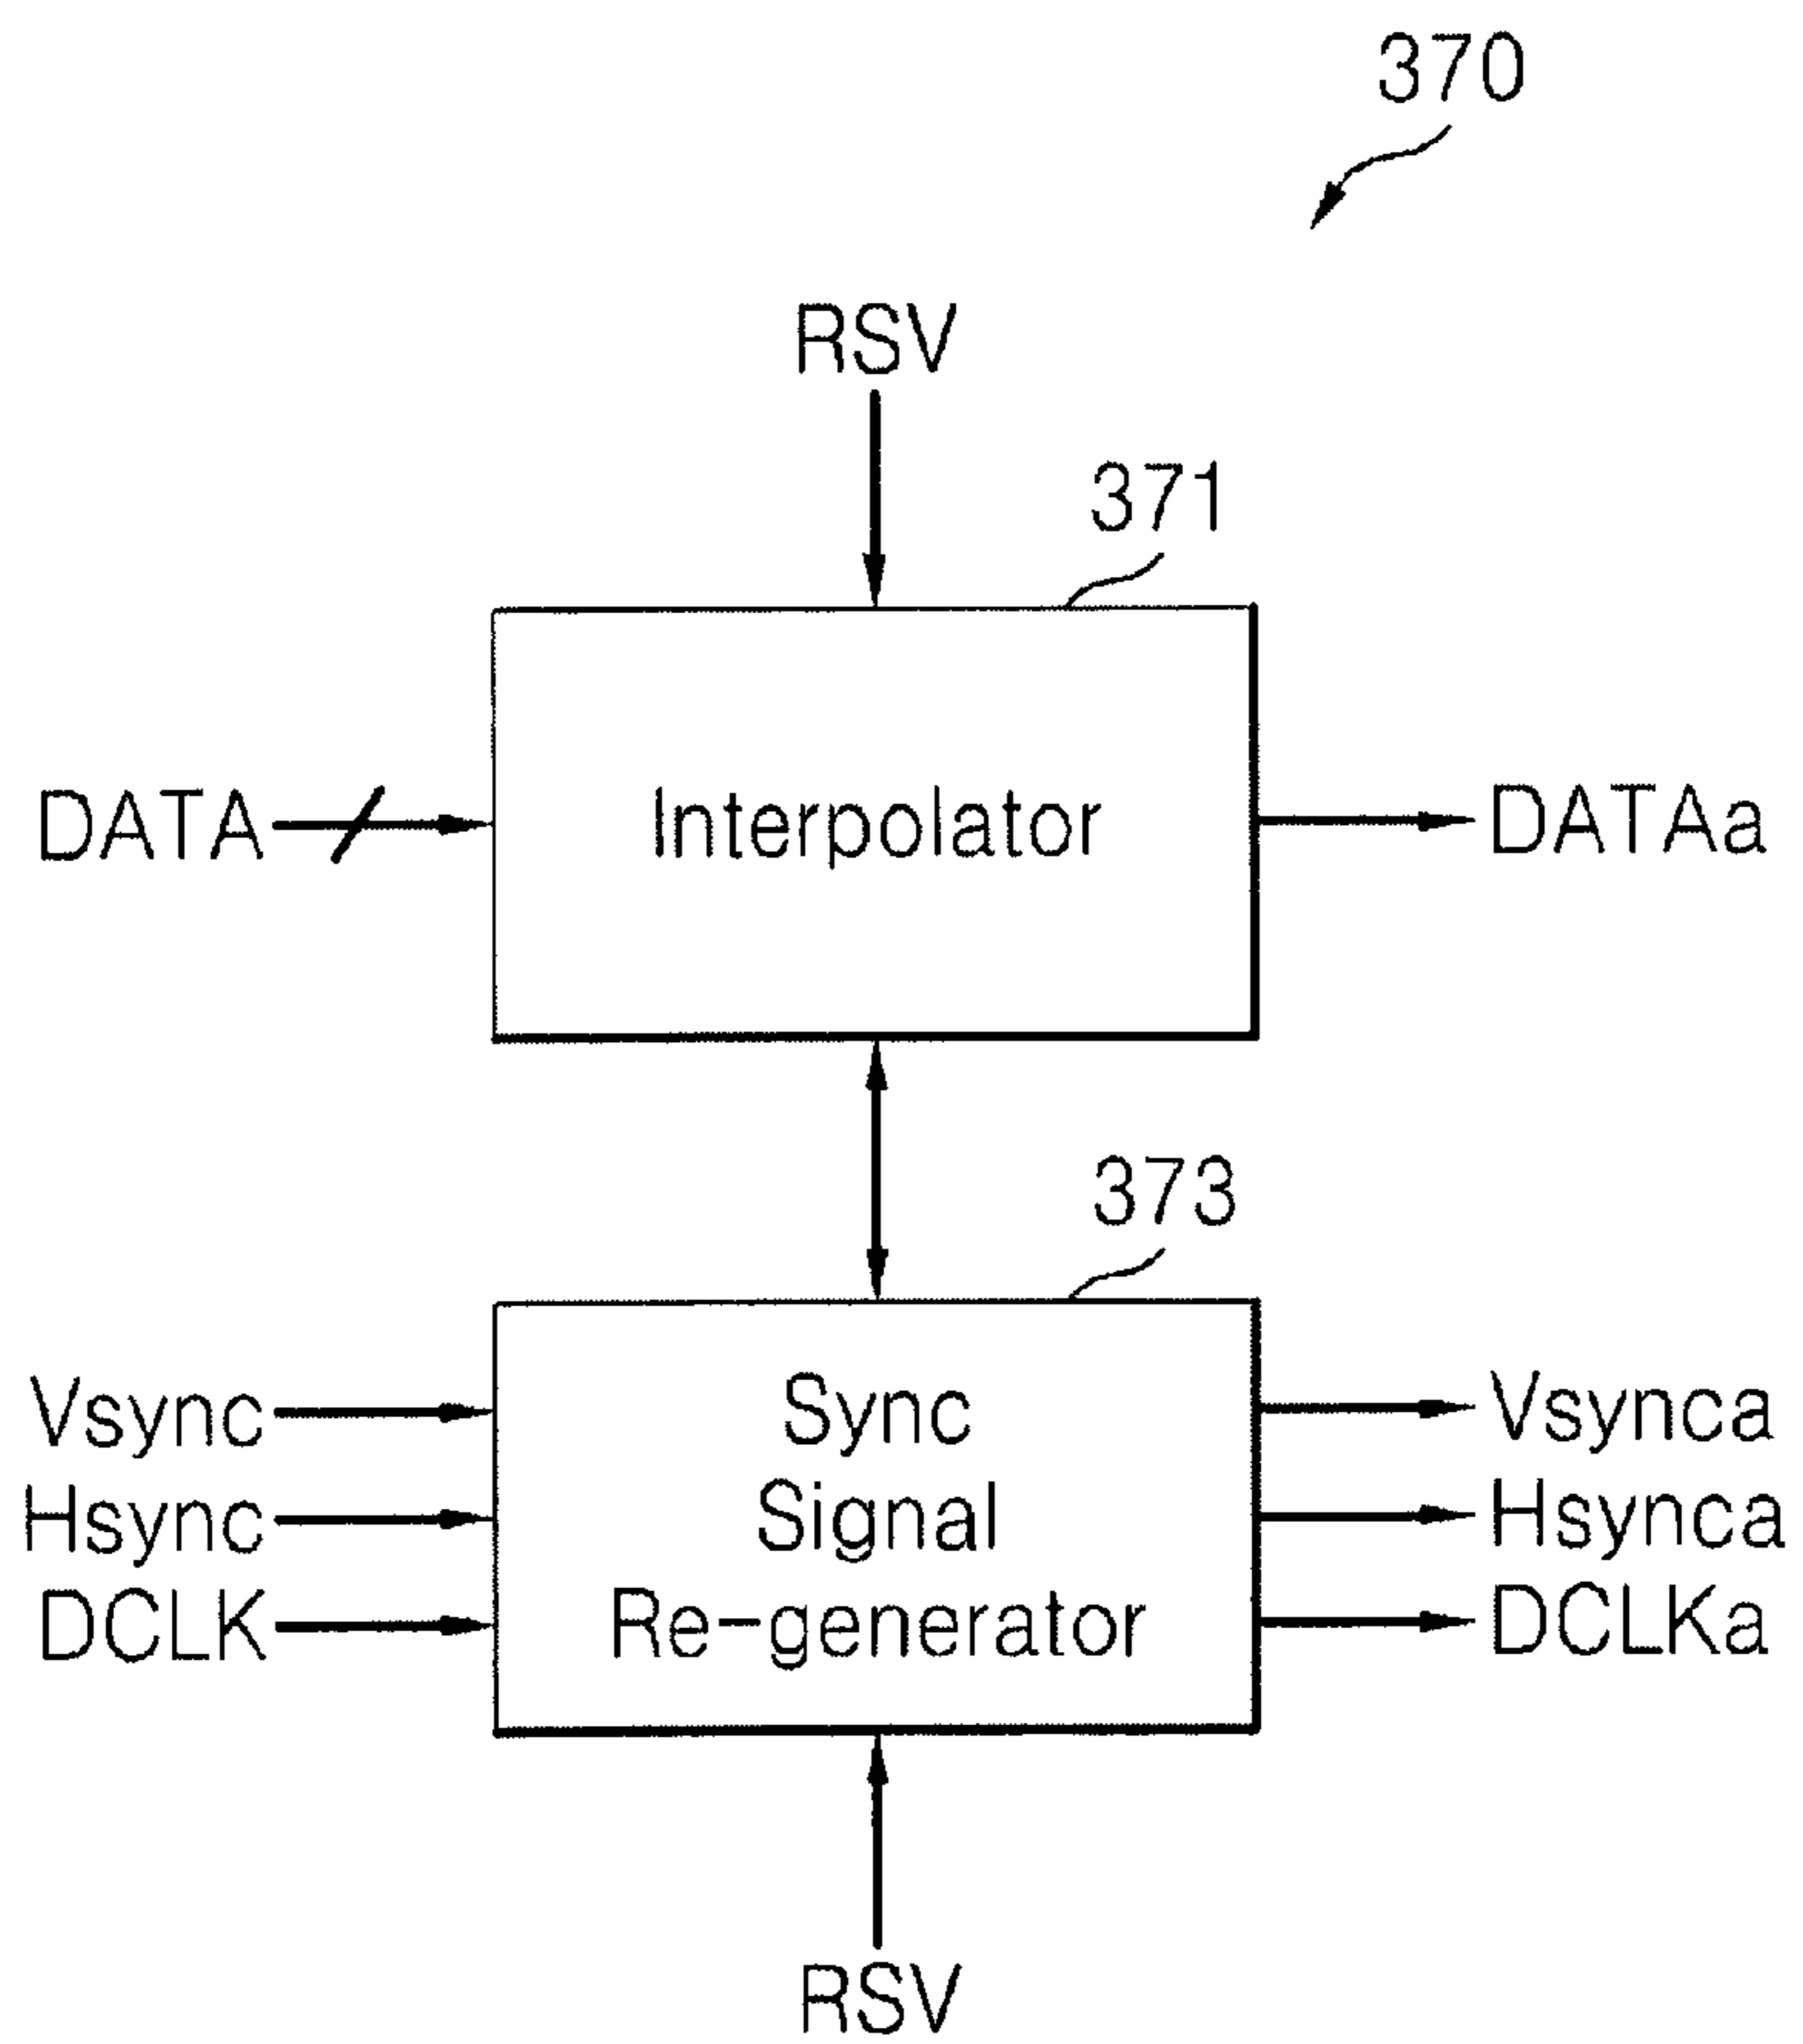 370
RSV
371
DATA
Interpolator
DATAa
373
Vsync
Hsync
DCLK
Sync
Signal
Re-generator
Vsynca
Hsynca
DCLKa
RSV